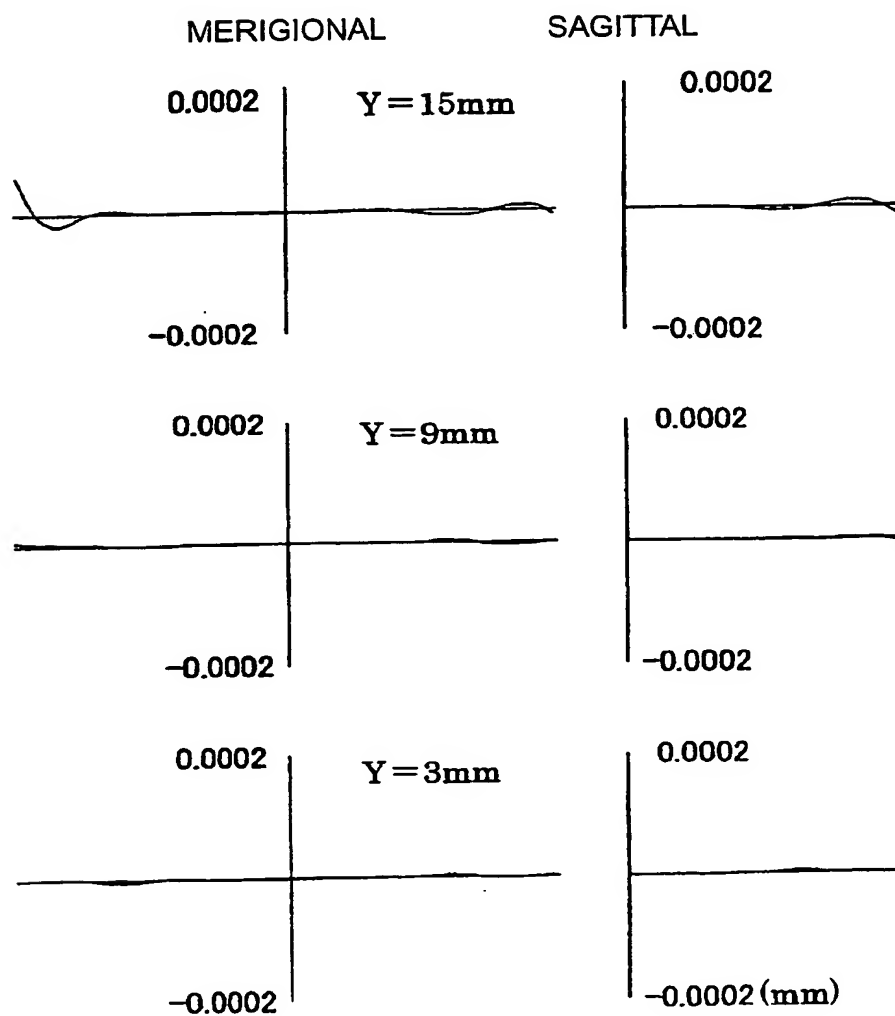 MERIGIONAL SAGITTAL
0.0002 Y=15mm 0.0002
-0.0002 -0.0002
0.0002 Y=9mm 0.0002
-0.0002 -0.0002
0.0002 Y=3mm 0.0002
-0.0002 -0.0002 (mm)